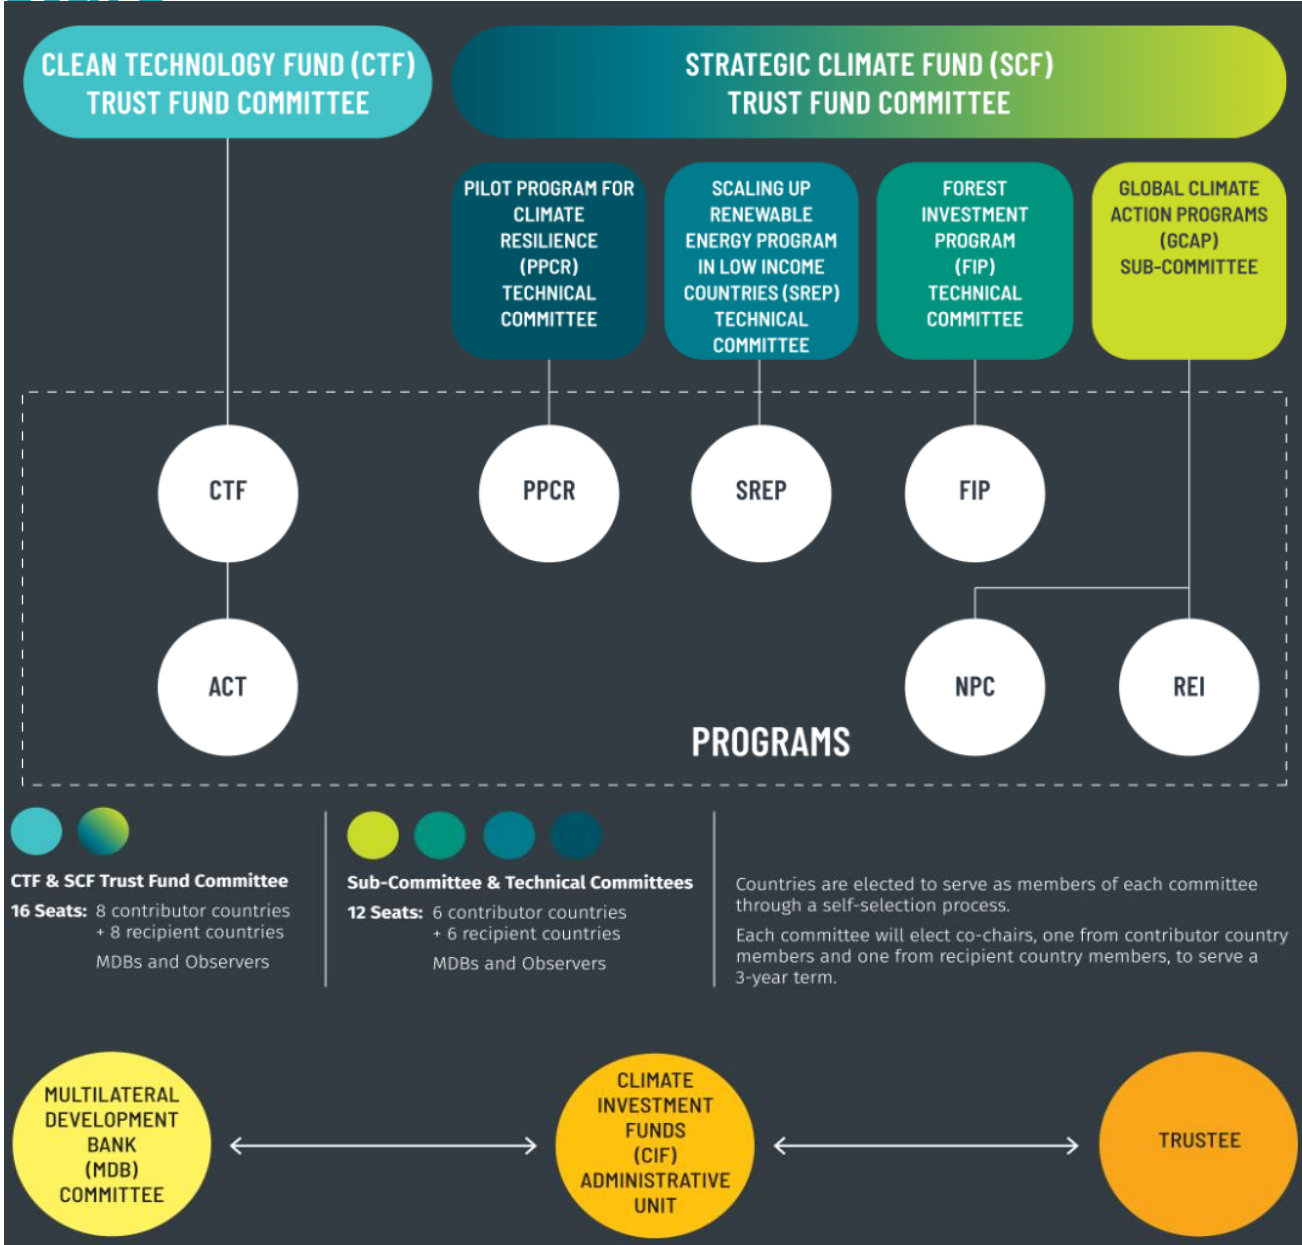 CLEAN TECHNOLOGY FUND (CTF)
TRUST FUND COMMITTEE
STRATEGIC CLIMATE FUND (SCF)
TRUST FUND COMMITTEE
PILOT PROGRAM FOR
CLIMATE
RESILIENCE
(PPCR)
TECHNICAL
COMMITTEE
SCALING UP
RENEWABLE
ENERGY PROGRAM
IN LOW INCOME
COUNTRIES (SREP)
TECHNICAL
COMMITTEE
FOREST
INVESTMENT
PROGRAM
(FIP)
TECHNICAL
COMMITTEE
GLOBAL CLIMATE
ACTION PROGRAMS
(GCAP)
SUB-COMMITTEE
CTF
PPCR
SREP
FIP
ACT
NPC
REI
PROGRAMS
CTF & SCF Trust Fund Committee
16 Seats: 8 contributor countries
+ 8 recipient countries
MDBs and Observers
Sub-Committee & Technical Committees
12 Seats: 6 contributor countries
+ 6 recipient countries
MDBs and Observers
Countries are elected to serve as members of each committee
through a self-selection process.
Each committee will elect co-chairs, one from contributor country
members and one from recipient country members, to serve a
3-year term.
MULTILATERAL
DEVELOPMENT
BANK
(MDB)
COMMITTEE
CLIMATE
INVESTMENT
FUNDS
(CIF)
ADMINISTRATIVE
UNIT
TRUSTEE